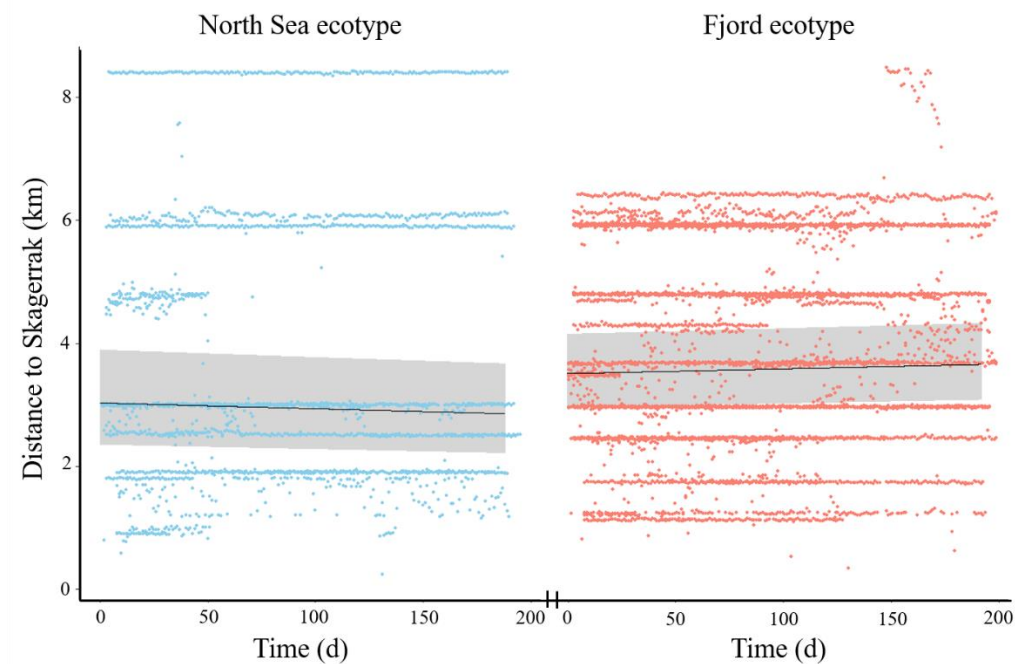 North Sea ecotype
Fjord ecotype
Distance to Skagerrak (km)
8
6
4
2
0
0 50 100 150 200
0 50 100 150 200
Time (d)
Time (d)